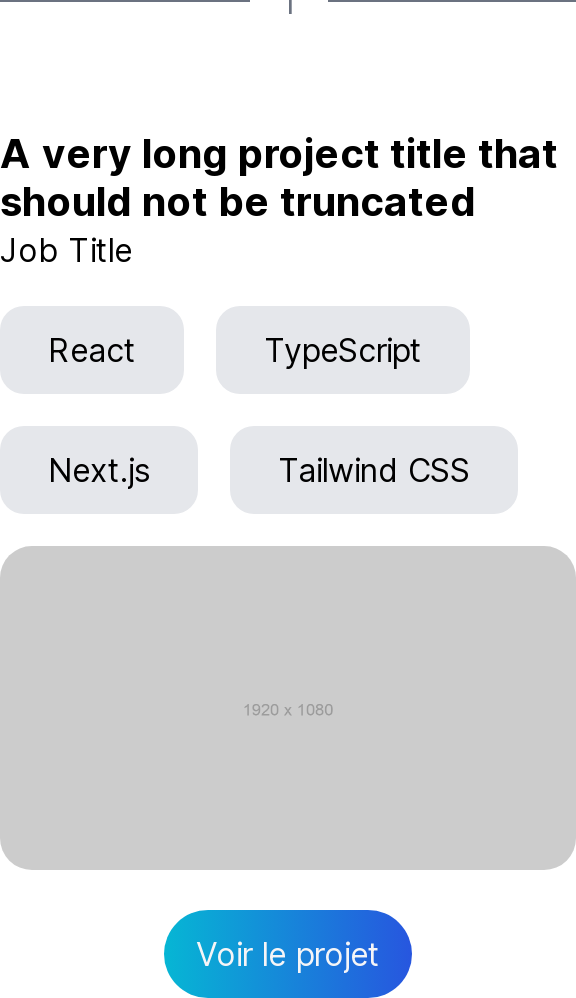 A very long project title that
should not be truncated
Job Title
React
TypeScript
Next.js
Tailwind CSS
1920 x 1080
Voir le projet